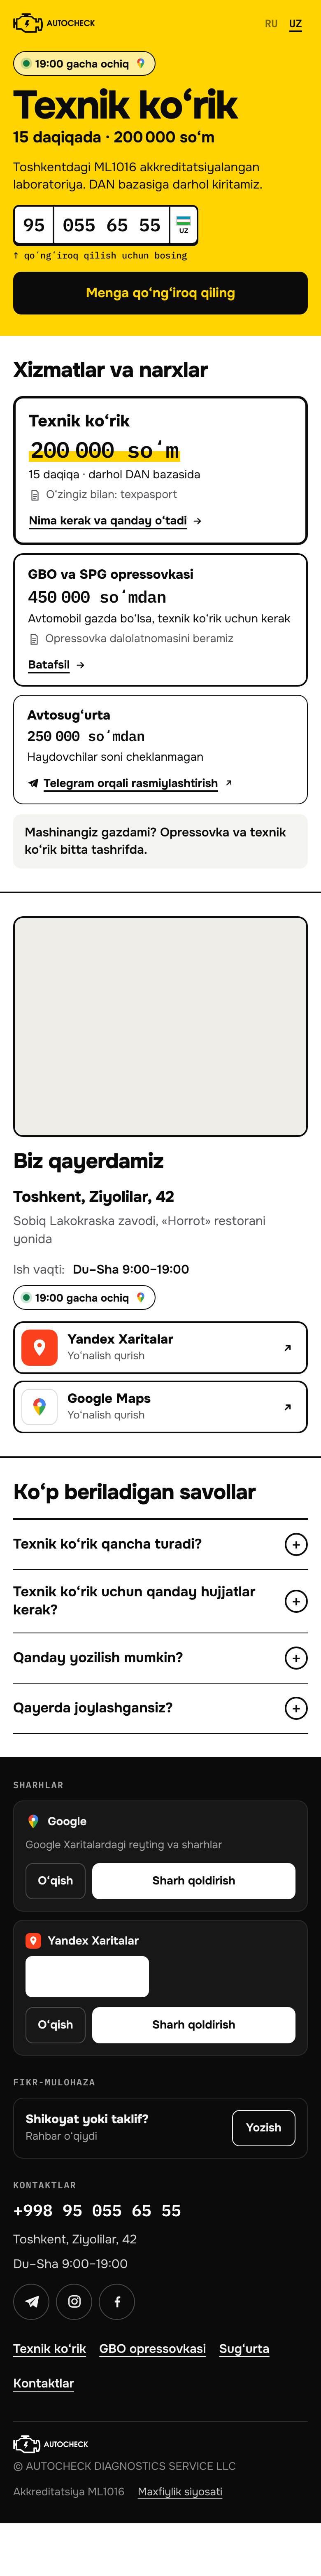 AUTOCHECK
RU UZ
19:00 gacha ochiq
Texnik ko‘rik
15 daqiqada · 200 000 so‘m
Toshkentdagi ML1016 akkreditatsiyalangan
laboratoriya. DAN bazasiga darhol kiritamiz.
95 055 65 55 UZ
↑ qo‘ng‘iroq qilish uchun bosing
Menga qo‘ng‘iroq qiling
Xizmatlar va narxlar
Texnik ko‘rik
200 000 so‘m
15 daqiqa · darhol DAN bazasida
O‘zingiz bilan: texpasport
Nima kerak va qanday o‘tadi →
GBO va SPG opressovkasi
450 000 so‘mdan
Avtomobil gazda bo‘lsa, texnik ko‘rik uchun kerak
Opressovka dalolatnomasini beramiz
Batafsil →
Avtosug‘urta
250 000 so‘mdan
Haydovchilar soni cheklanmagan
Telegram orqali rasmiylashtirish ↗
Mashinangiz gazdami? Opressovka va texnik
ko‘rik bitta tashrifda.
Biz qayerdamiz
Toshkent, Ziyolilar, 42
Sobiq Lakokraska zavodi, «Horrot» restorani
yonida
Ish vaqti: Du–Sha 9:00–19:00
19:00 gacha ochiq
Yandex Xaritalar
Yo‘nalish qurish ↗
Google Maps
Yo‘nalish qurish ↗
Ko‘p beriladigan savollar
Texnik ko‘rik qancha turadi? +
Texnik ko‘rik uchun qanday hujjatlar
kerak? +
Qanday yozilish mumkin? +
Qayerda joylashgansiz? +
SHARHLAR
Google
Google Xaritalardagi reyting va sharhlar
O‘qish Sharh qoldirish
Yandex Xaritalar
O‘qish Sharh qoldirish
FIKR-MULOHAZA
Shikoyat yoki taklif?
Rahbar o‘qiydi
Yozish
KONTAKTLAR
+998 95 055 65 55
Toshkent, Ziyolilar, 42
Du–Sha 9:00–19:00
Texnik ko‘rik GBO opressovkasi Sug‘urta
Kontaktlar
AUTOCHECK
© AUTOCHECK DIAGNOSTICS SERVICE LLC
Akkreditatsiya ML1016 Maxfiylik siyosati